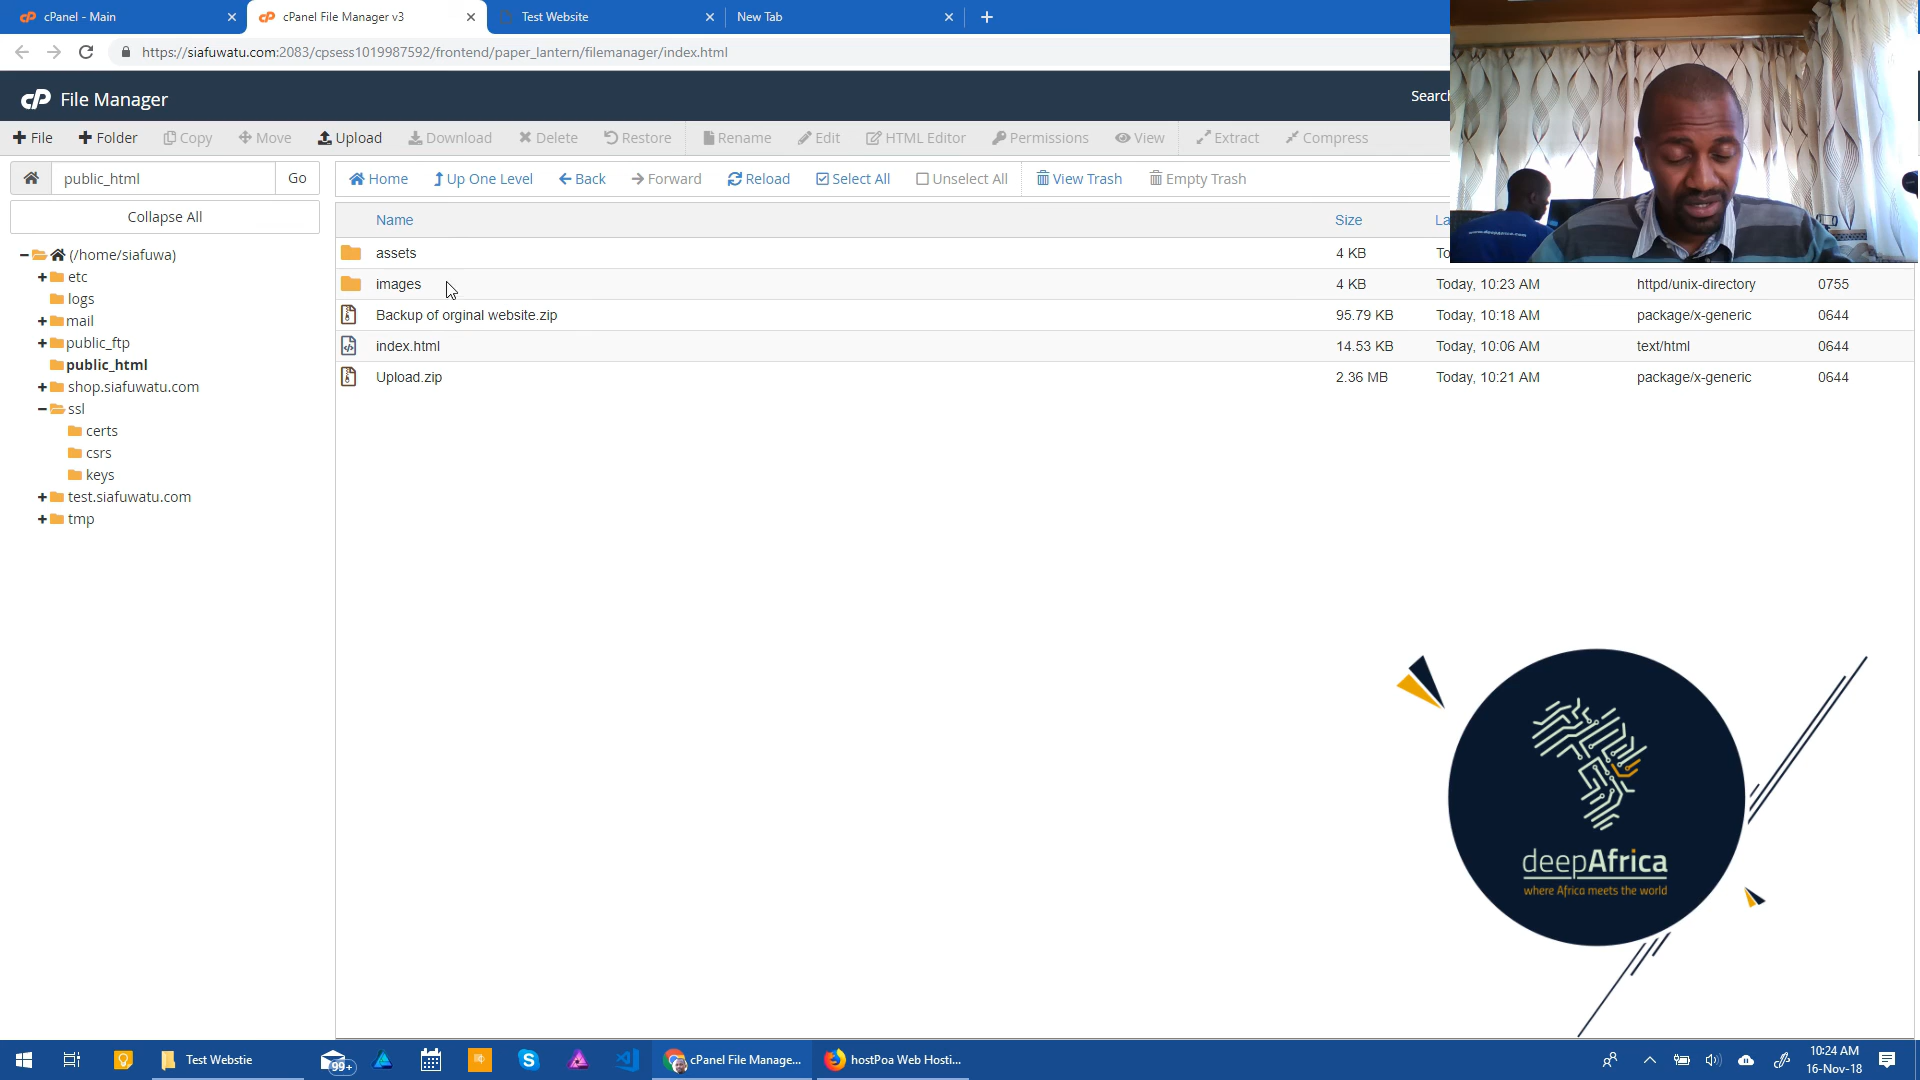 cPanel - Main
cPanel File Manager v3
Test Website
New Tab
https://siafuwatu.com:2083/cpsess1019987592/frontend/paper_lantern/filemanager/index.html
cP File Manager
Search
File Folder Copy Move Upload Download Delete Restore Rename Edit HTML Editor Permissions View Extract Compress
public_html Go
Home Up One Level Back Forward Reload Select All Unselect All View Trash Empty Trash
Collapse All
(/home/siafuwa)
etc
logs
mail
public_ftp
public_html
shop.siafuwatu.com
ssl
certs
csrs
keys
test.siafuwatu.com
tmp
Name Size La
assets 4 KB To
images 4 KB Today, 10:23 AM httpd/unix-directory 0755
Backup of orginal website.zip 95.79 KB Today, 10:18 AM package/x-generic 0644
index.html 14.53 KB Today, 10:06 AM text/html 0644
Upload.zip 2.36 MB Today, 10:21 AM package/x-generic 0644
deepAfrica
where Africa meets the world
Test Webstie
99+
cPanel File Manage...
hostPoa Web Hosti...
10:24 AM
16-Nov-18